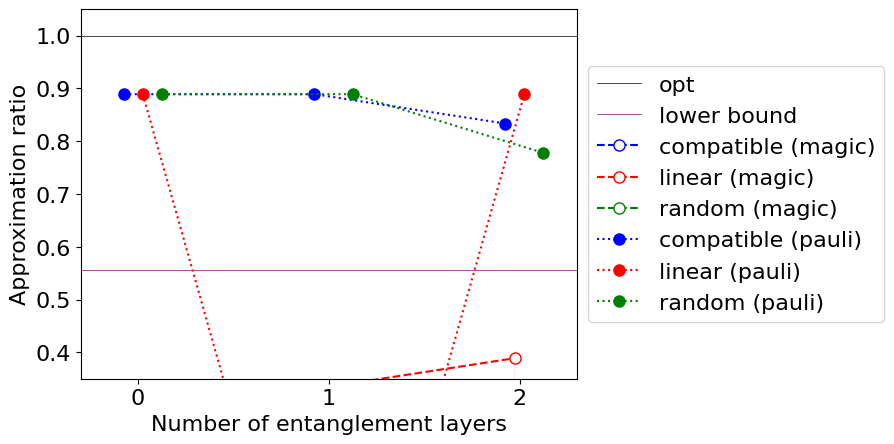 1.0
0.9
0.8
0.7
0.6
0.5
0.4
Approximation ratio
0
1
2
Number of entanglement layers
opt
lower bound
compatible (magic)
linear (magic)
random (magic)
compatible (pauli)
linear (pauli)
random (pauli)